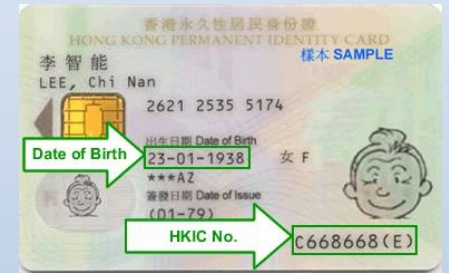 香港永久性居民身份證
HONG KONG PERMANENT IDENTITY CARD
樣本 SAMPLE
李智能
LEE, Chi Nan
2621 2535 5174
出生日期 Date of Birth
Date of Birth
23-01-1938 女 F
***AZ
簽發日期 Date of Issue
(01-79)
HKIC No.
C668668(E)